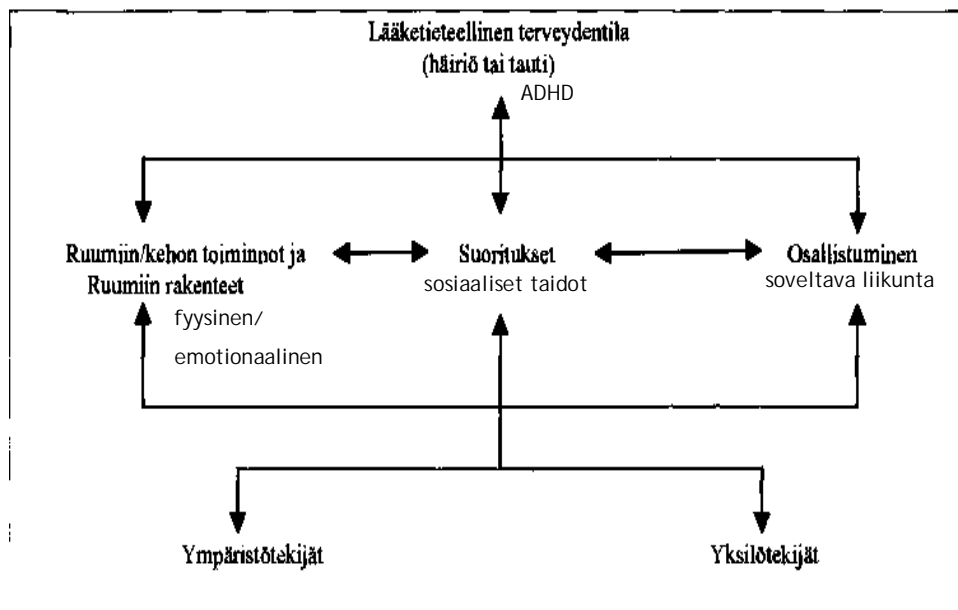 Lääketieteellinen terveydentila
(häiriö tai tauti)
ADHD
Ruumiin/kehon toiminnot ja
Ruumiin rakenteet
fyysinen/
emotionaalinen
Suoritukset
sosiaaliset taidot
Osallistuminen
soveltava liikunta
Ympäristötekijät
Yksilötekijät